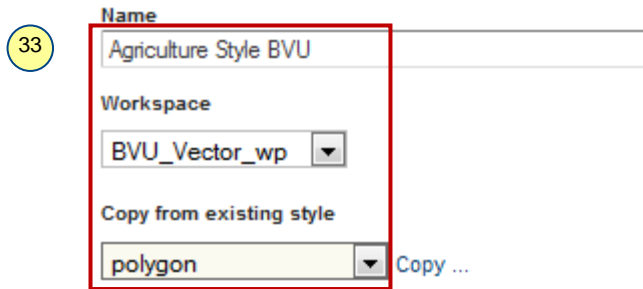 Name
33
Agriculture Style BVU
Workspace
BVU_Vector_wp
Copy from existing style
polygon Copy ...